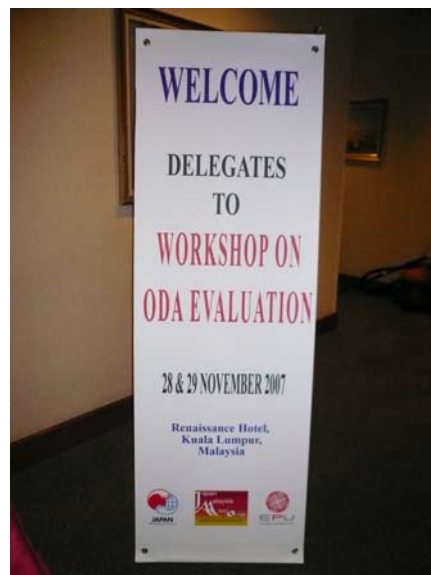 WELCOME
DELEGATES
TO
WORKSHOP ON
ODA EVALUATION
28 & 29 NOVEMBER 2007
Renaissance Hotel,
Kuala Lumpur,
Malaysia
JAPAN
EPU